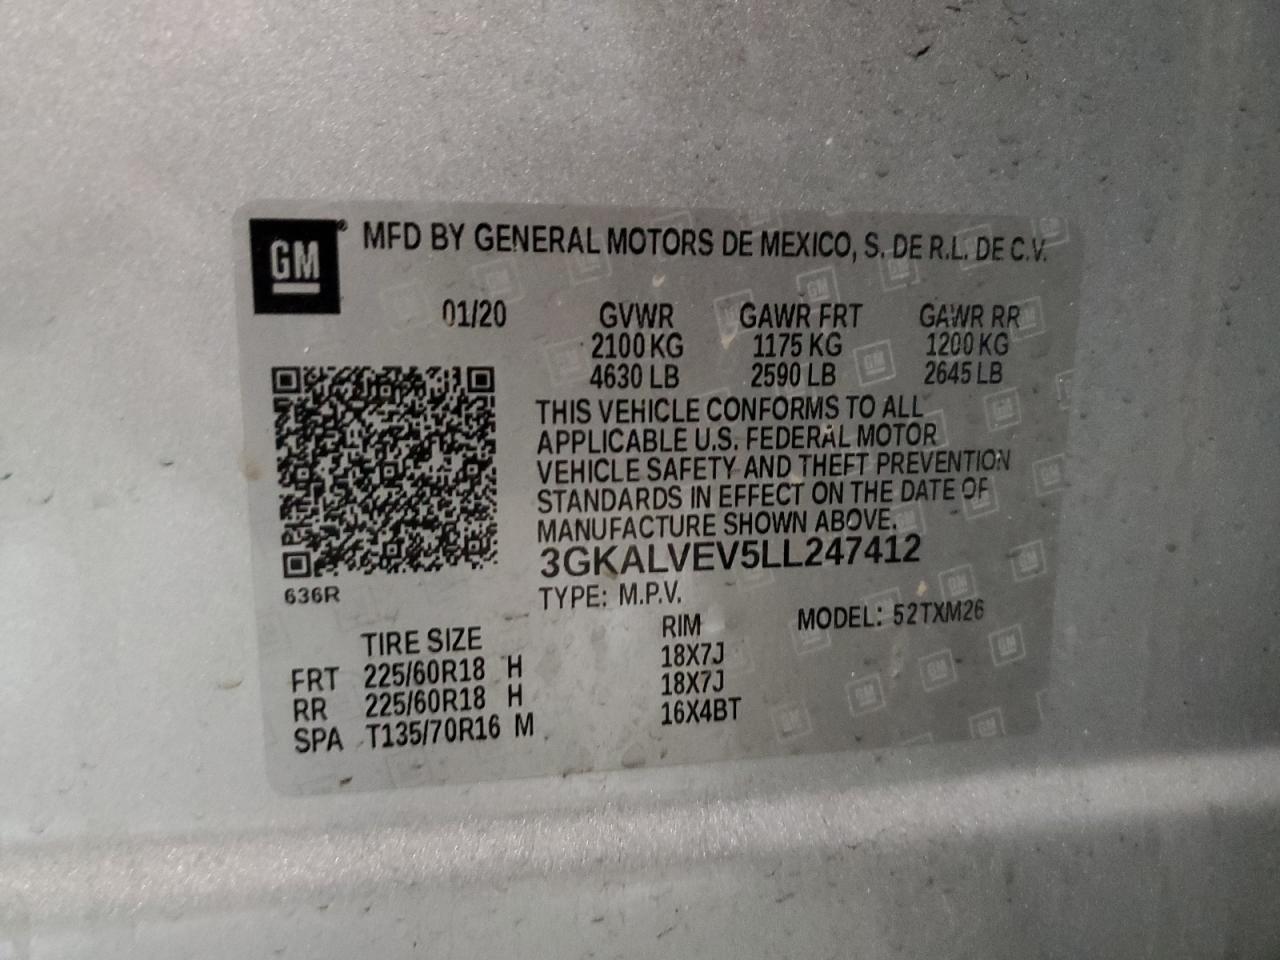 GM® MFD BY GENERAL MOTORS DE MEXICO, S. DE R.L. DE C.V.
01/20 GVWR GAWR FRT GAWR RR
2100 KG 1175 KG 1200 KG
4630 LB 2590 LB 2645 LB
THIS VEHICLE CONFORMS TO ALL
APPLICABLE U.S. FEDERAL MOTOR
VEHICLE SAFETY AND THEFT PREVENTION
STANDARDS IN EFFECT ON THE DATE OF
MANUFACTURE SHOWN ABOVE.
3GKALVEV5LL247412
636R TYPE: M.P.V. MODEL: 52TXM26
TIRE SIZE RIM
FRT 225/60R18 H 18X7J
RR 225/60R18 H 18X7J
SPA T135/70R16 M 16X4BT